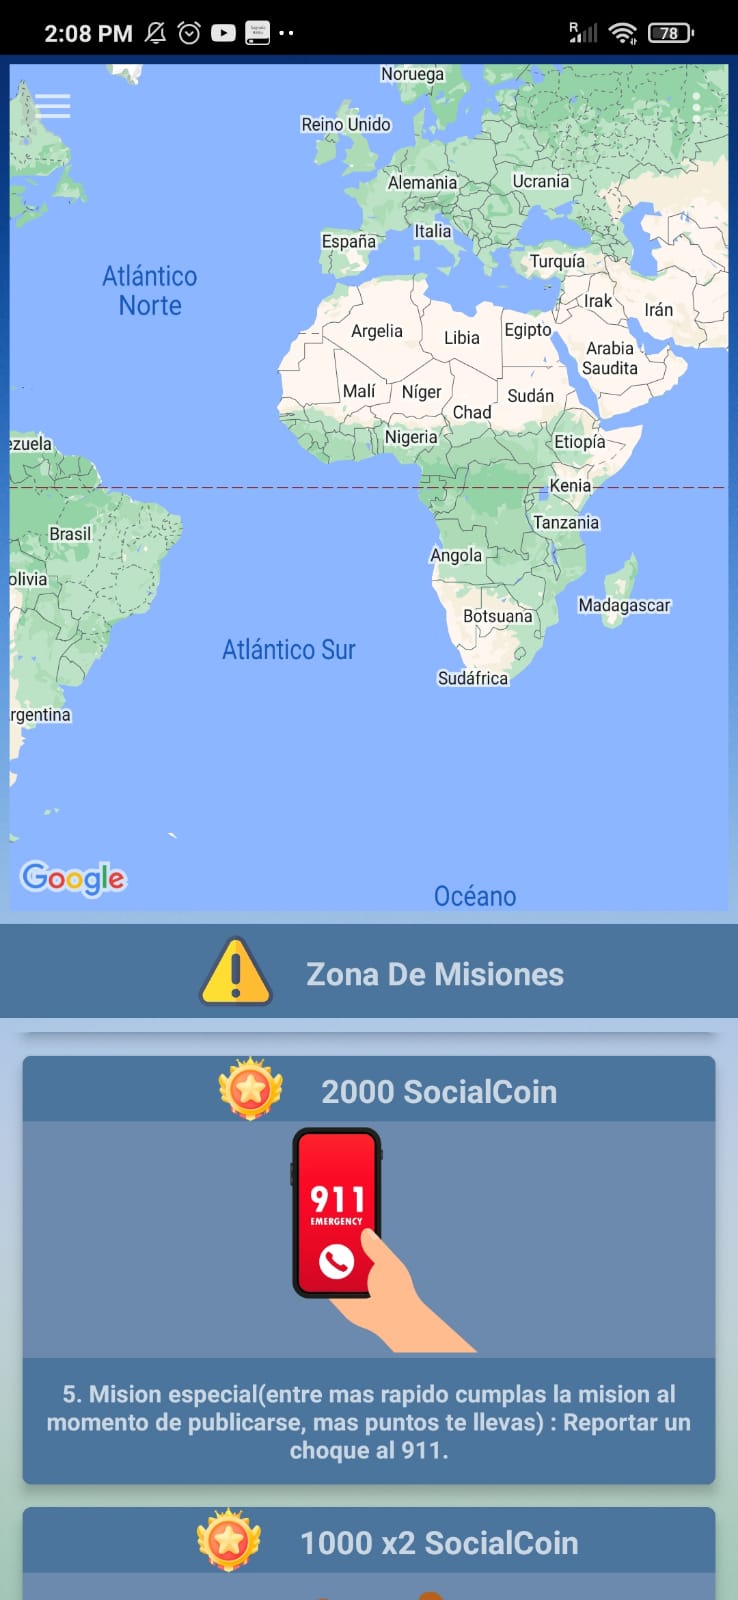 2:08 PM
R
78
Noruega
Reino Unido
Alemania
Ucrania
Italia
España
Turquía
Atlántico
Norte
Irak
Irán
Argelia
Libia
Egipto
Arabia
Saudita
Malí
Níger
Sudán
Chad
Nigeria
Etiopía
ezuela
Kenia
Tanzania
Brasil
Angola
olivia
Madagascar
Botsuana
Atlántico Sur
Sudáfrica
rgentina
Google
Océano
Zona De Misiones
2000 SocialCoin
911
EMERGENCY
5. Mision especial(entre mas rapido cumplas la mision al
momento de publicarse, mas puntos te llevas) : Reportar un
choque al 911.
1000 x2 SocialCoin